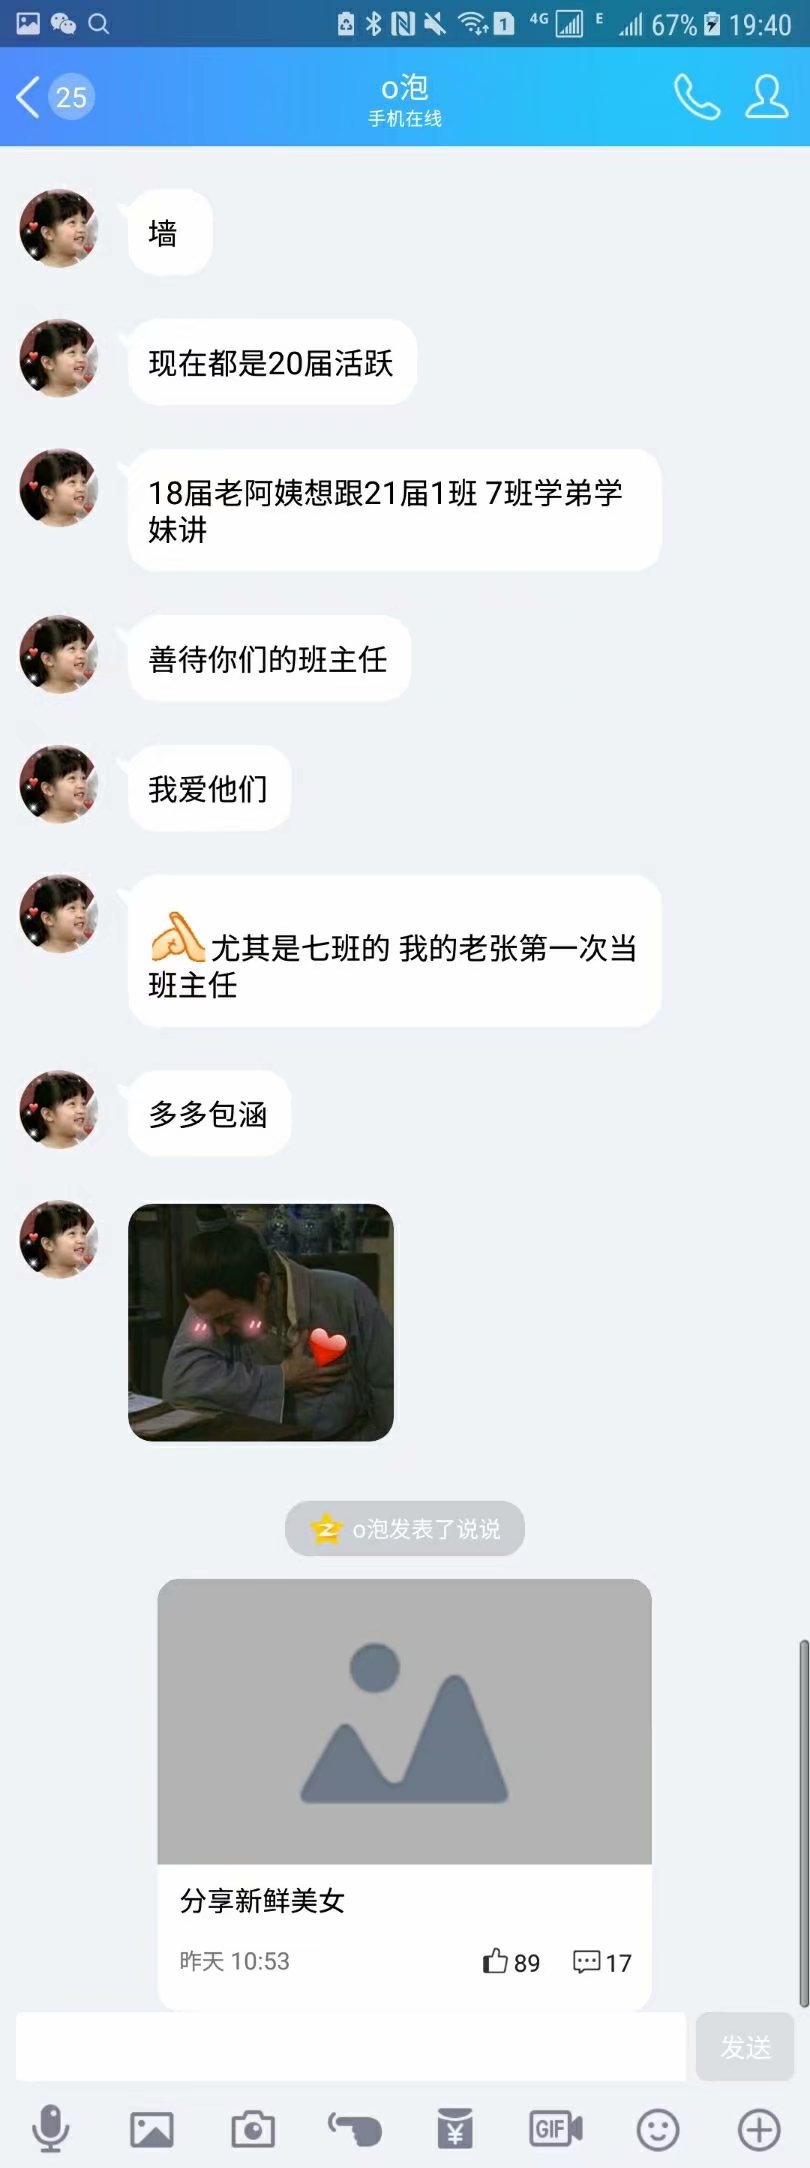 4G E 67% 19:40
25 o泡
手机在线
墙
现在都是20届活跃
18届老阿姨想跟21届1班 7班学弟学
妹讲
善待你们的班主任
我爱他们
尤其是七班的 我的老张第一次当
班主任
多多包涵
o泡发表了说说
分享新鲜美女
昨天 10:53 89 17
发送
GIF